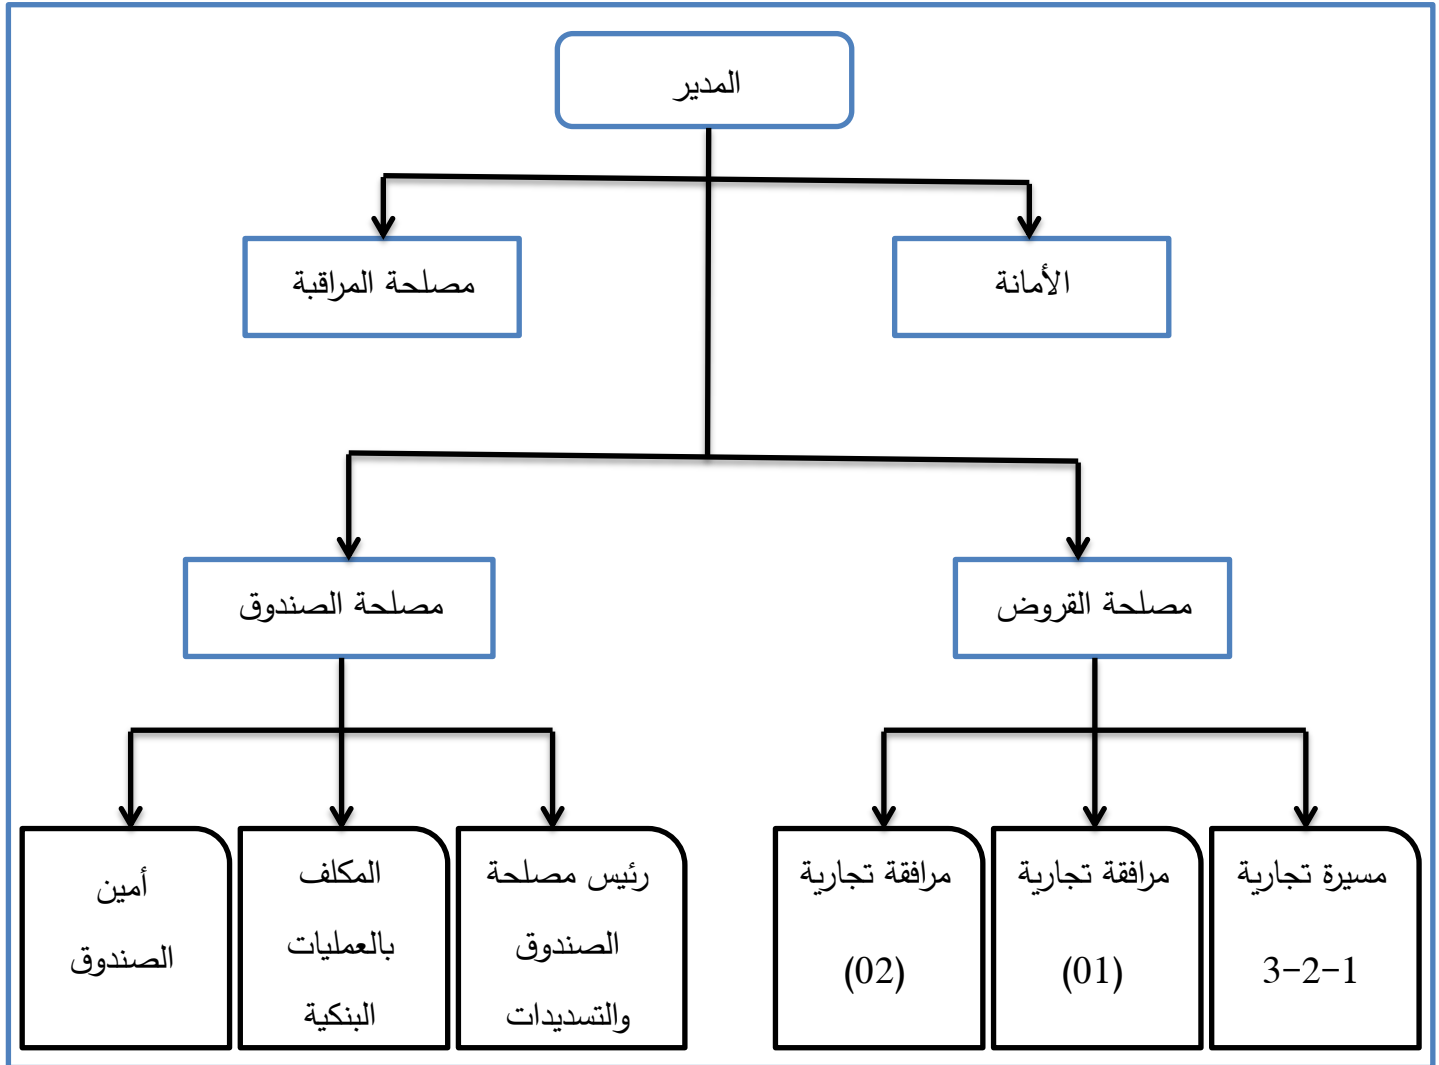 المدير
الأمانة
مصلحة المراقبة
مصلحة القروض
مصلحة الصندوق
مسيرة تجارية
3-2-1
مرافقة تجارية
(01)
مرافقة تجارية
(02)
رئيس مصلحة
الصندوق
والتسديدات
المكلف
بالعمليات
البنكية
أمين
الصندوق